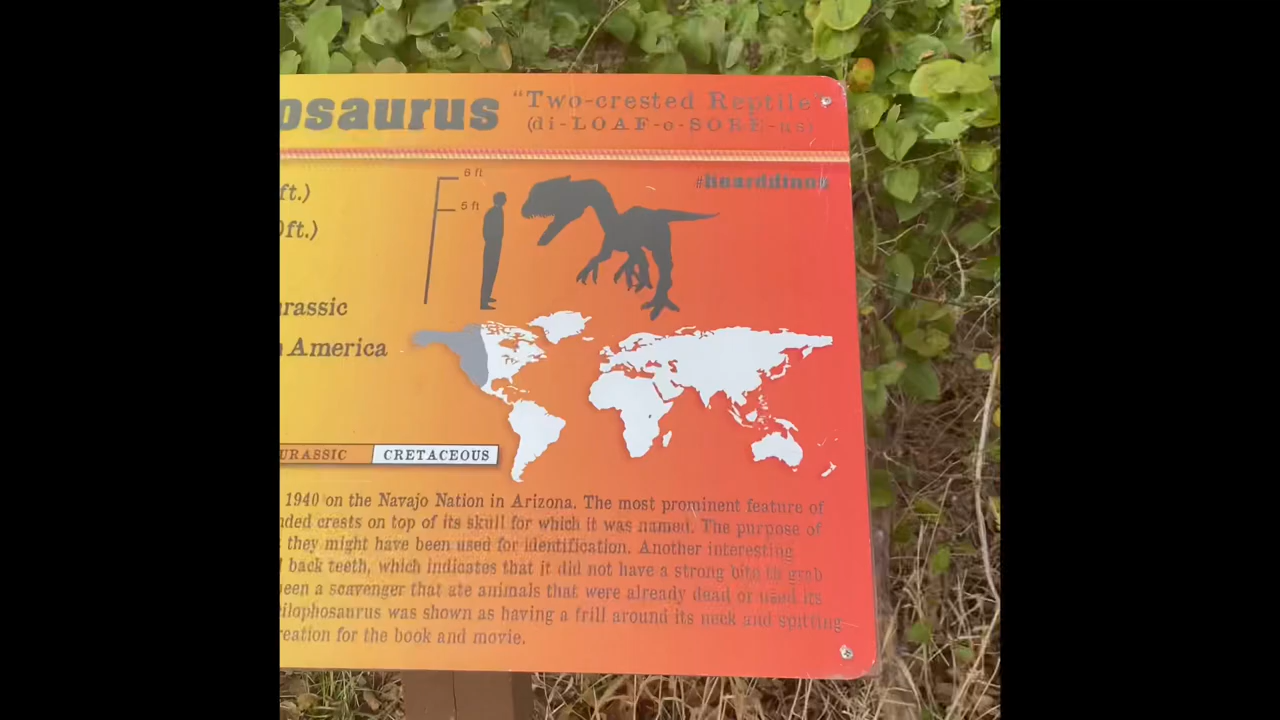 osaurus "Two-crested Reptile"
(di-LOAF-o-SORE-us)
6 ft
#hearddinos
ft.)
5 ft
0ft.)
urassic
America
URASSIC CRETACEOUS
1940 on the Navajo Nation in Arizona. The most prominent feature of
nded crests on top of its skull for which it was named. The purpose of
they might have been used for identification. Another interesting
back teeth, which indicates that it did not have a strong bite to grab
been a scavenger that ate animals that were already dead or used its
ilophosaurus was shown as having a frill around its neck and spitting
reation for the book and movie.